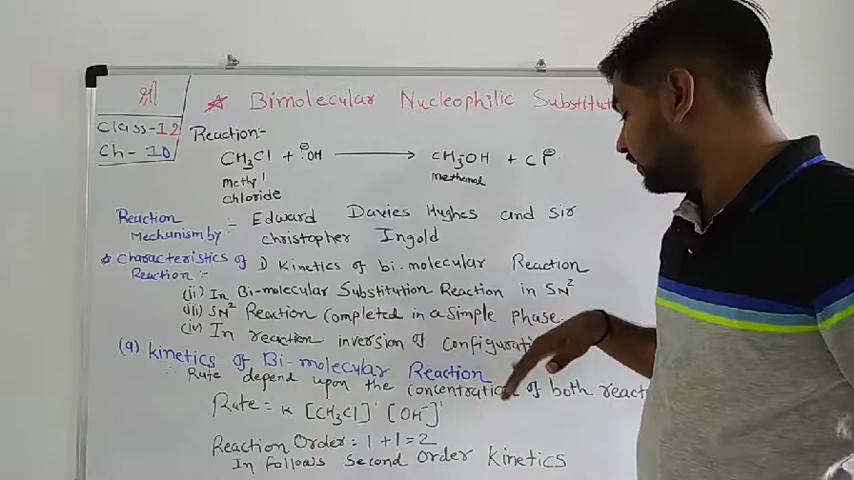 श्री
Class-12
Ch-10
Bimolecular Nucleophilic Substitut
Reaction:-
CH3Cl + ⊖:OH ⟶ CH3OH + Cl⊖
Methyl chloride
Methanol
Reaction Mechanism by - Edward Davies Hughes and Sir
Christopher Ingold
* Characteristics of Reaction :- i) Kinetics of bi-molecular Reaction
(ii) In Bi-molecular Substitution Reaction in SN²
(iii) SN² Reaction Completed in a Simple phase.
(iv) In reaction inversion of configurati
(a) Kinetics of Bi-molecular Reaction
Rate depend upon the Concentration of both react
Rate = K [CH3Cl]¹ [OH⁻]¹
Reaction Order = 1+1=2
In follows Second Order Kinetics